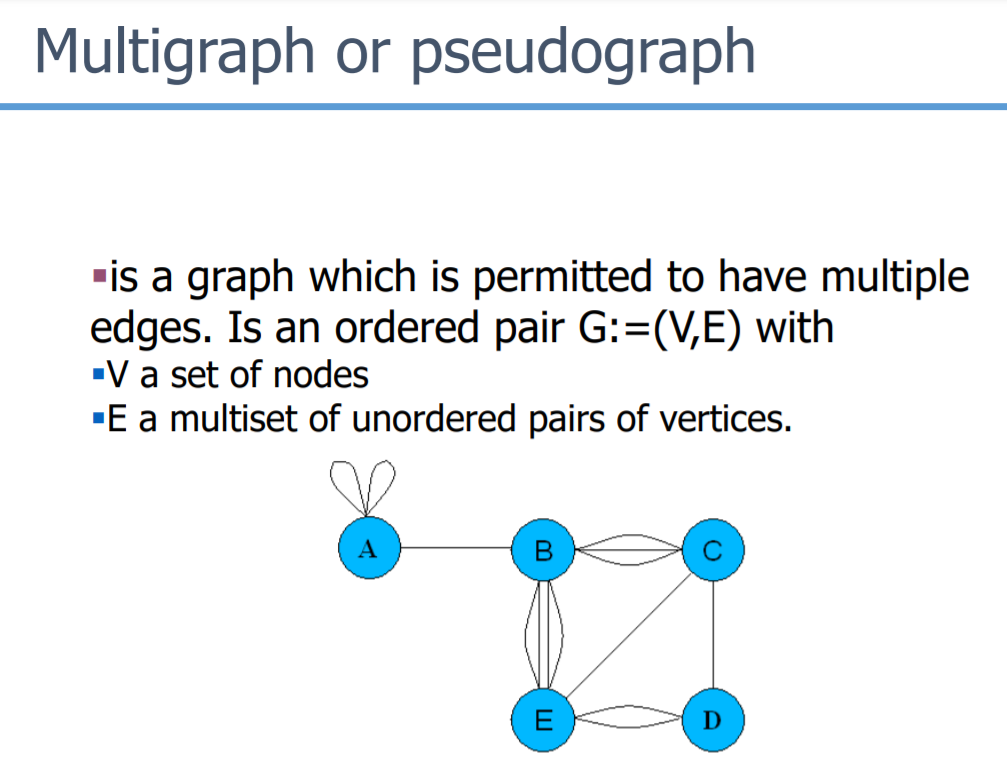 Multigraph or pseudograph
▪is a graph which is permitted to have multiple
edges. Is an ordered pair G:=(V,E) with
▪V a set of nodes
▪E a multiset of unordered pairs of vertices.
A B C
E D